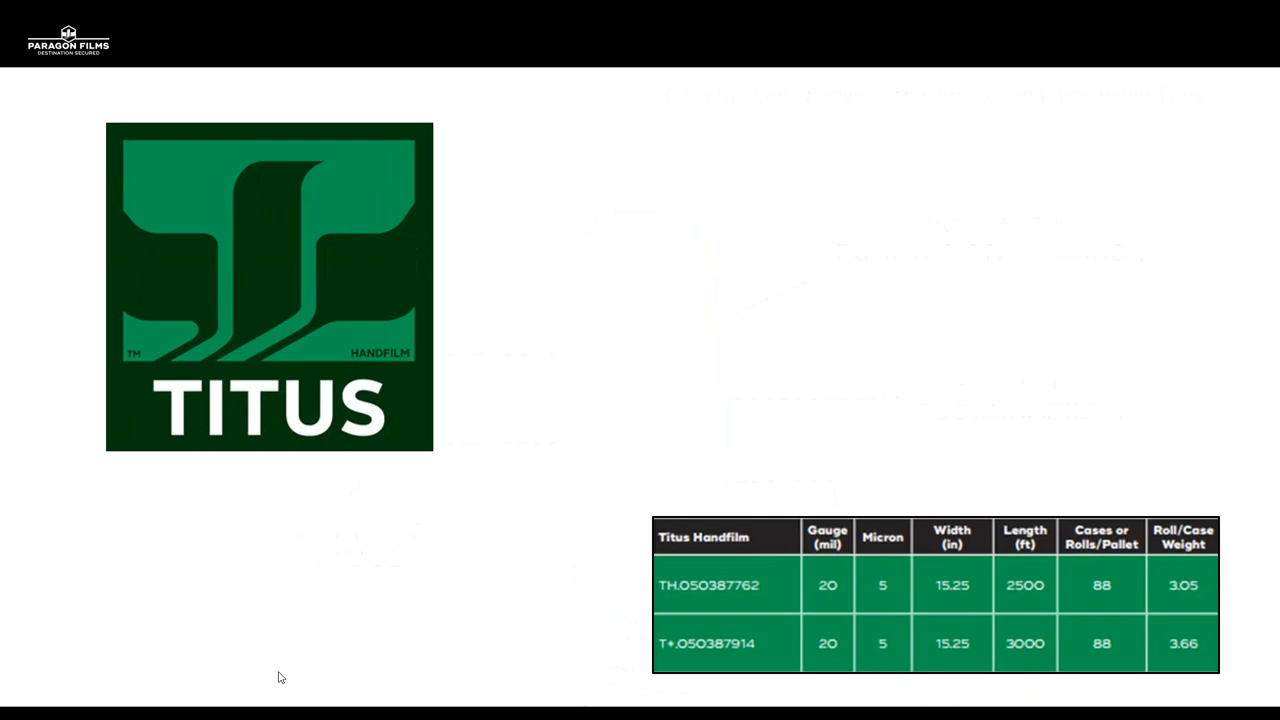 PARAGON FILMS
DESTINATION SECURED
TM
HANDFILM
TITUS
Titus Handfilm Gauge (mil) Micron Width (in) Length (ft) Cases or Rolls/Pallet Roll/Case Weight
TH.050387762 20 5 15.25 2500 88 3.05
T+.050387914 20 5 15.25 3000 88 3.66